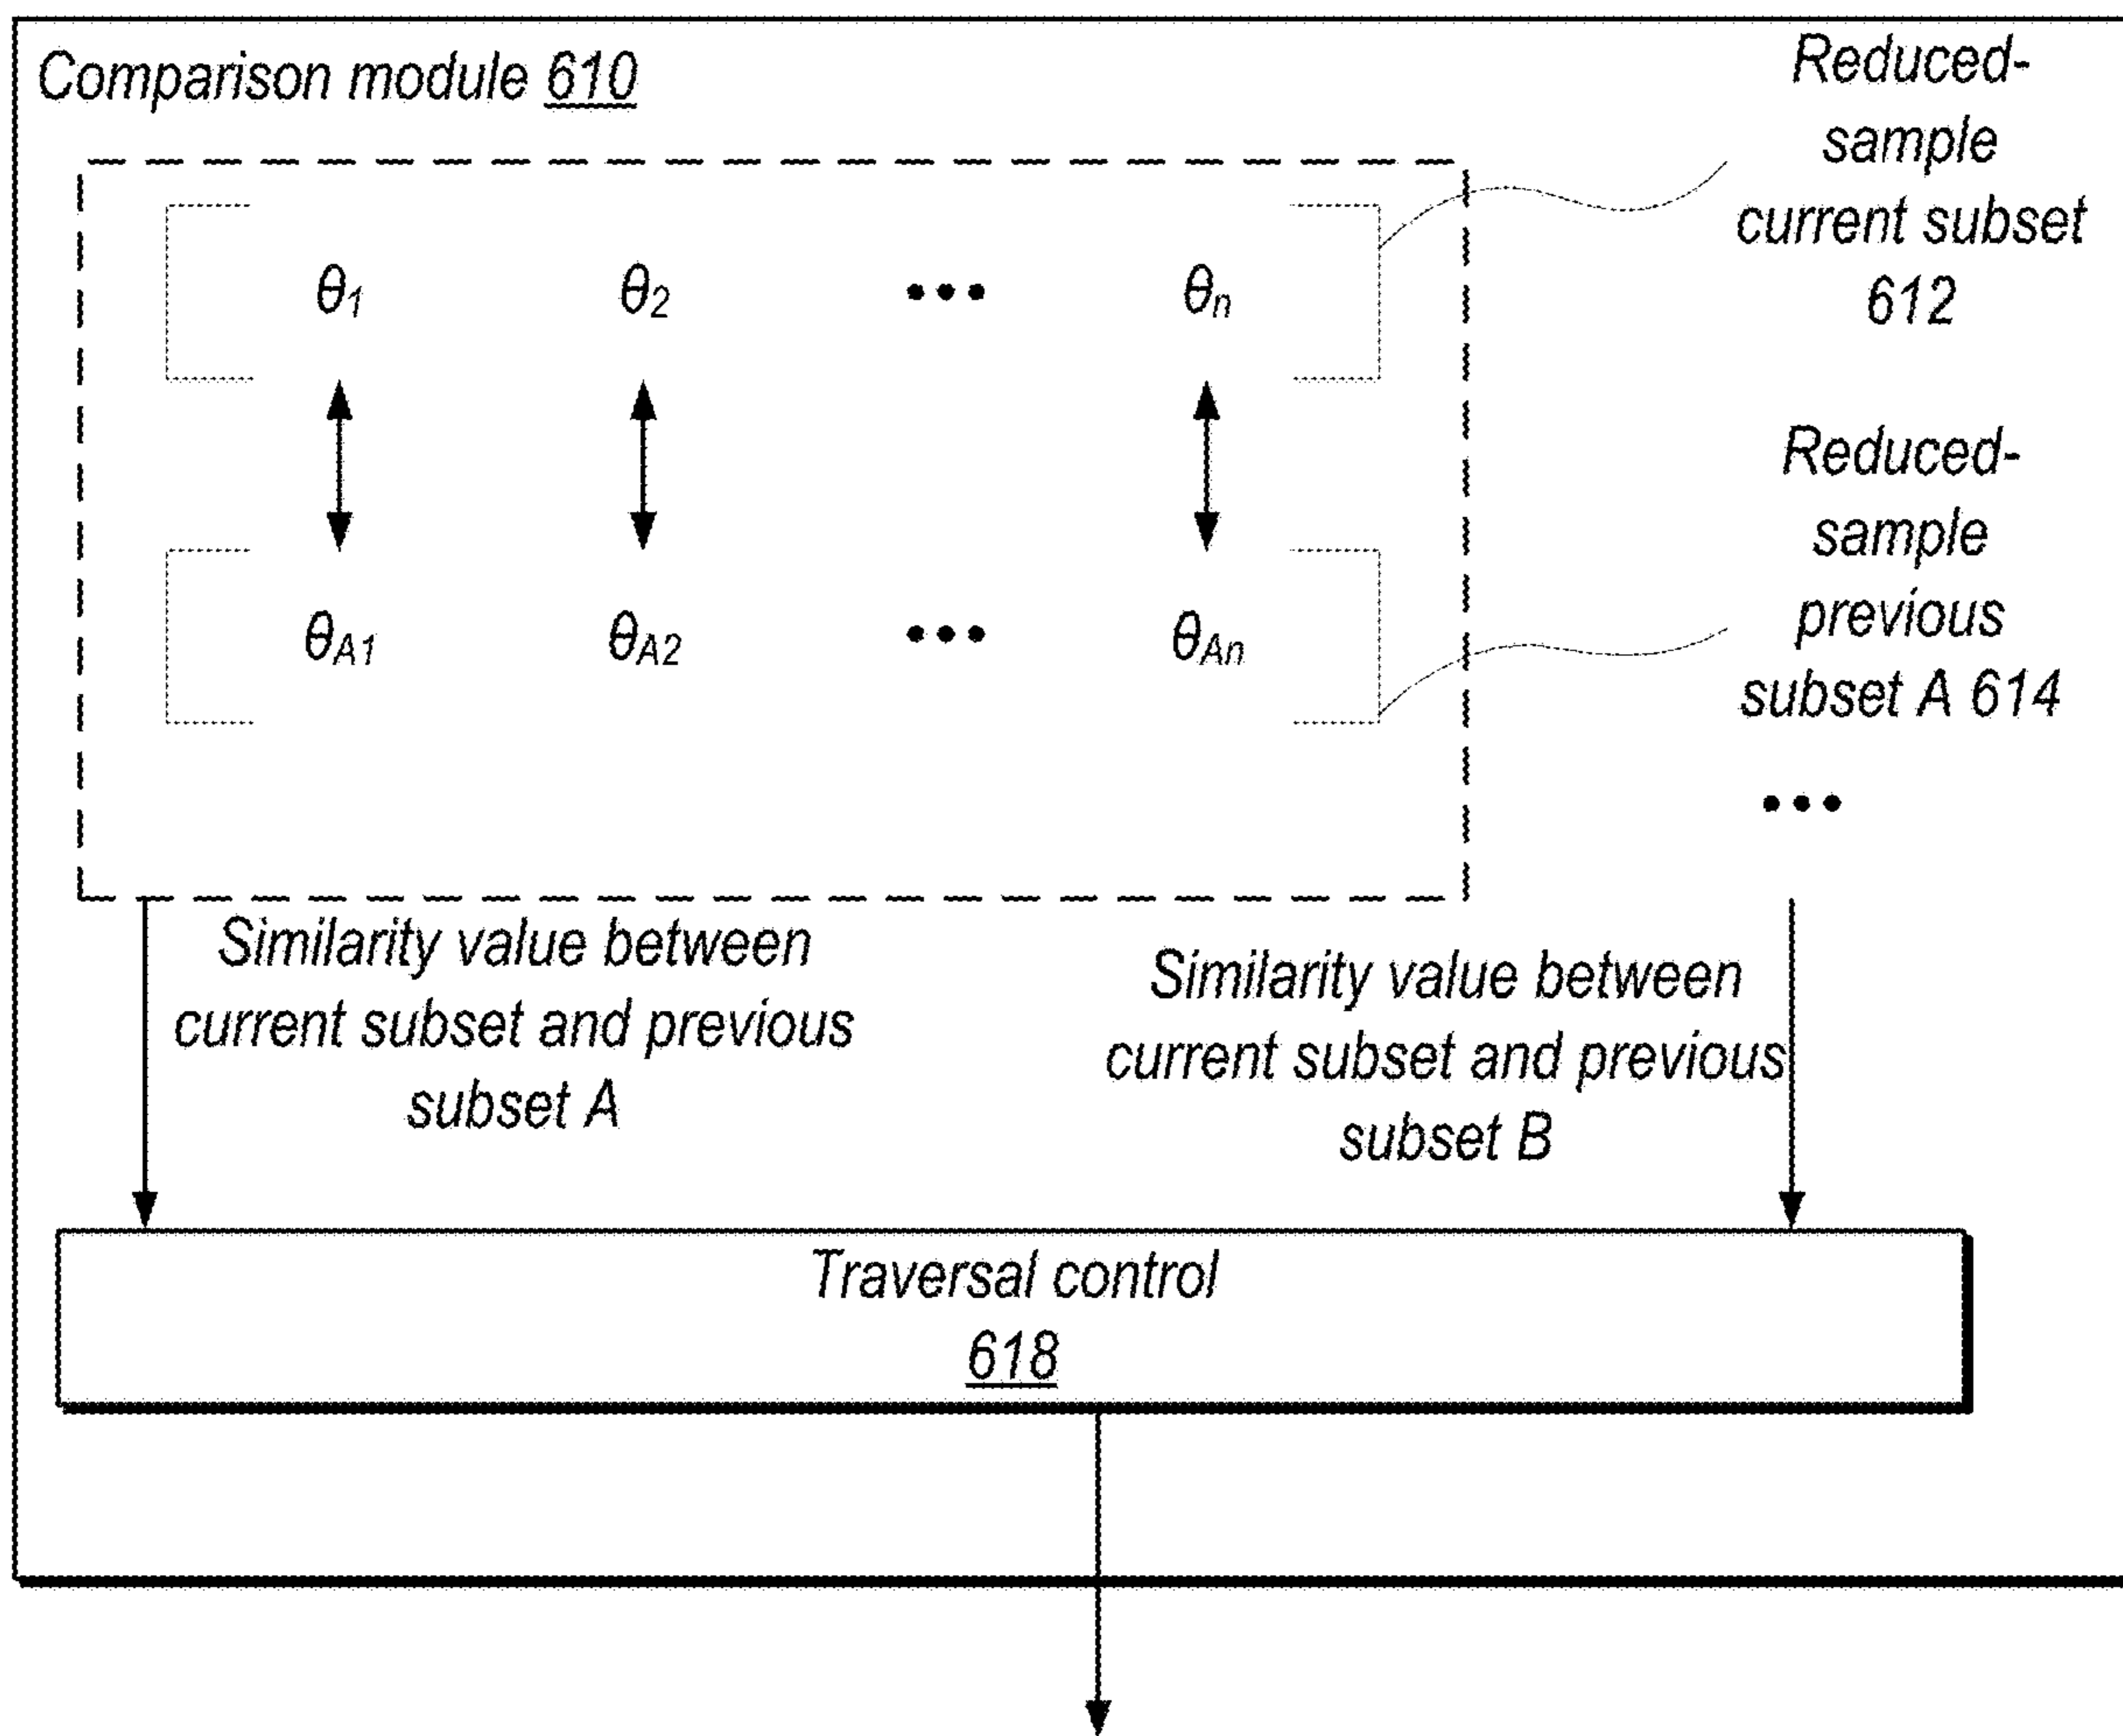 Comparison module 610
Reduced-
sample
current subset
612
θ1 θ2 ••• θn
Reduced-
sample
previous
subset A 614
θA1 θA2 ••• θAn
•••
Similarity value between
current subset and previous
subset A
Similarity value between
current subset and previous
subset B
Traversal control
618